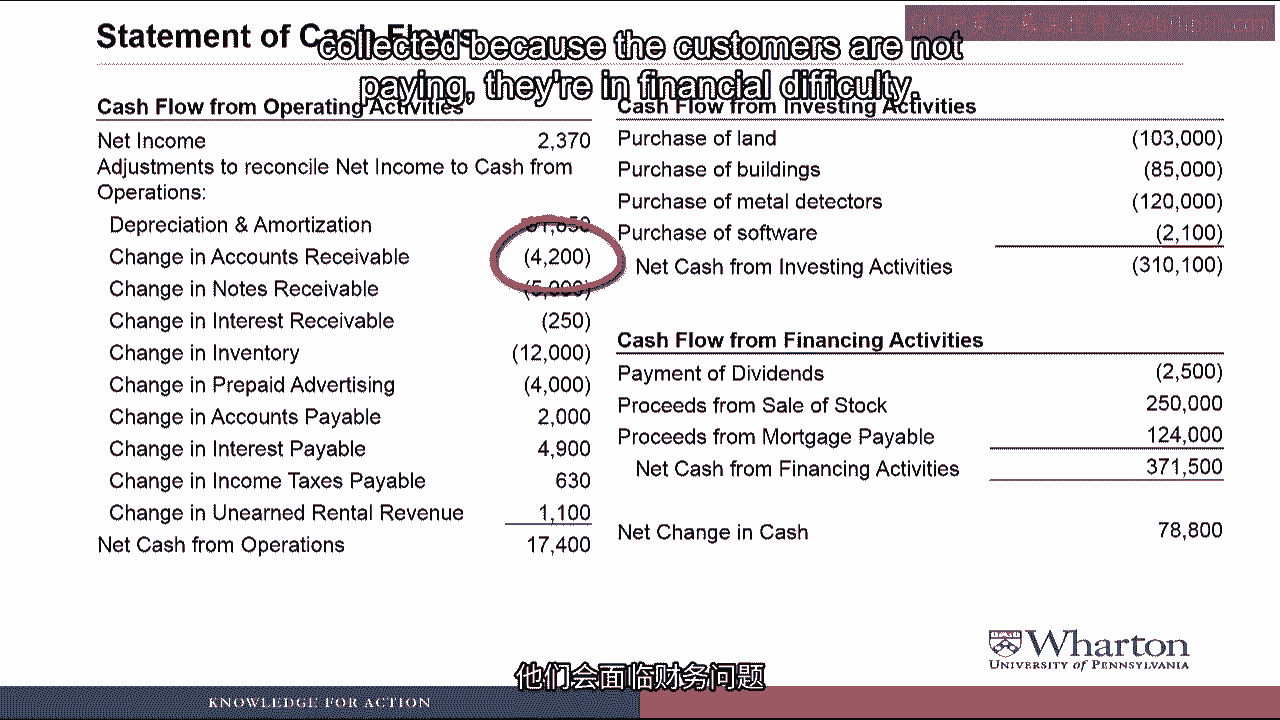 Statement of Cash Flows
collected because the customers are not
paying, they're in financial difficulty.
Cash Flow from Operating Activities
Net Income 2,370
Adjustments to reconcile Net Income to Cash from
Operations:
Depreciation & Amortization
Change in Accounts Receivable (4,200)
Change in Notes Receivable (5,000)
Change in Interest Receivable (250)
Change in Inventory (12,000)
Change in Prepaid Advertising (4,000)
Change in Accounts Payable 2,000
Change in Interest Payable 4,900
Change in Income Taxes Payable 630
Change in Unearned Rental Revenue 1,100
Net Cash from Operations 17,400
Cash Flow from Investing Activities
Purchase of land (103,000)
Purchase of buildings (85,000)
Purchase of metal detectors (120,000)
Purchase of software (2,100)
Net Cash from Investing Activities (310,100)
Cash Flow from Financing Activities
Payment of Dividends (2,500)
Proceeds from Sale of Stock 250,000
Proceeds from Mortgage Payable 124,000
Net Cash from Financing Activities 371,500
Net Change in Cash 78,800
Wharton
UNIVERSITY of PENNSYLVANIA
他们会面临财务问题
KNOWLEDGE FOR ACTION